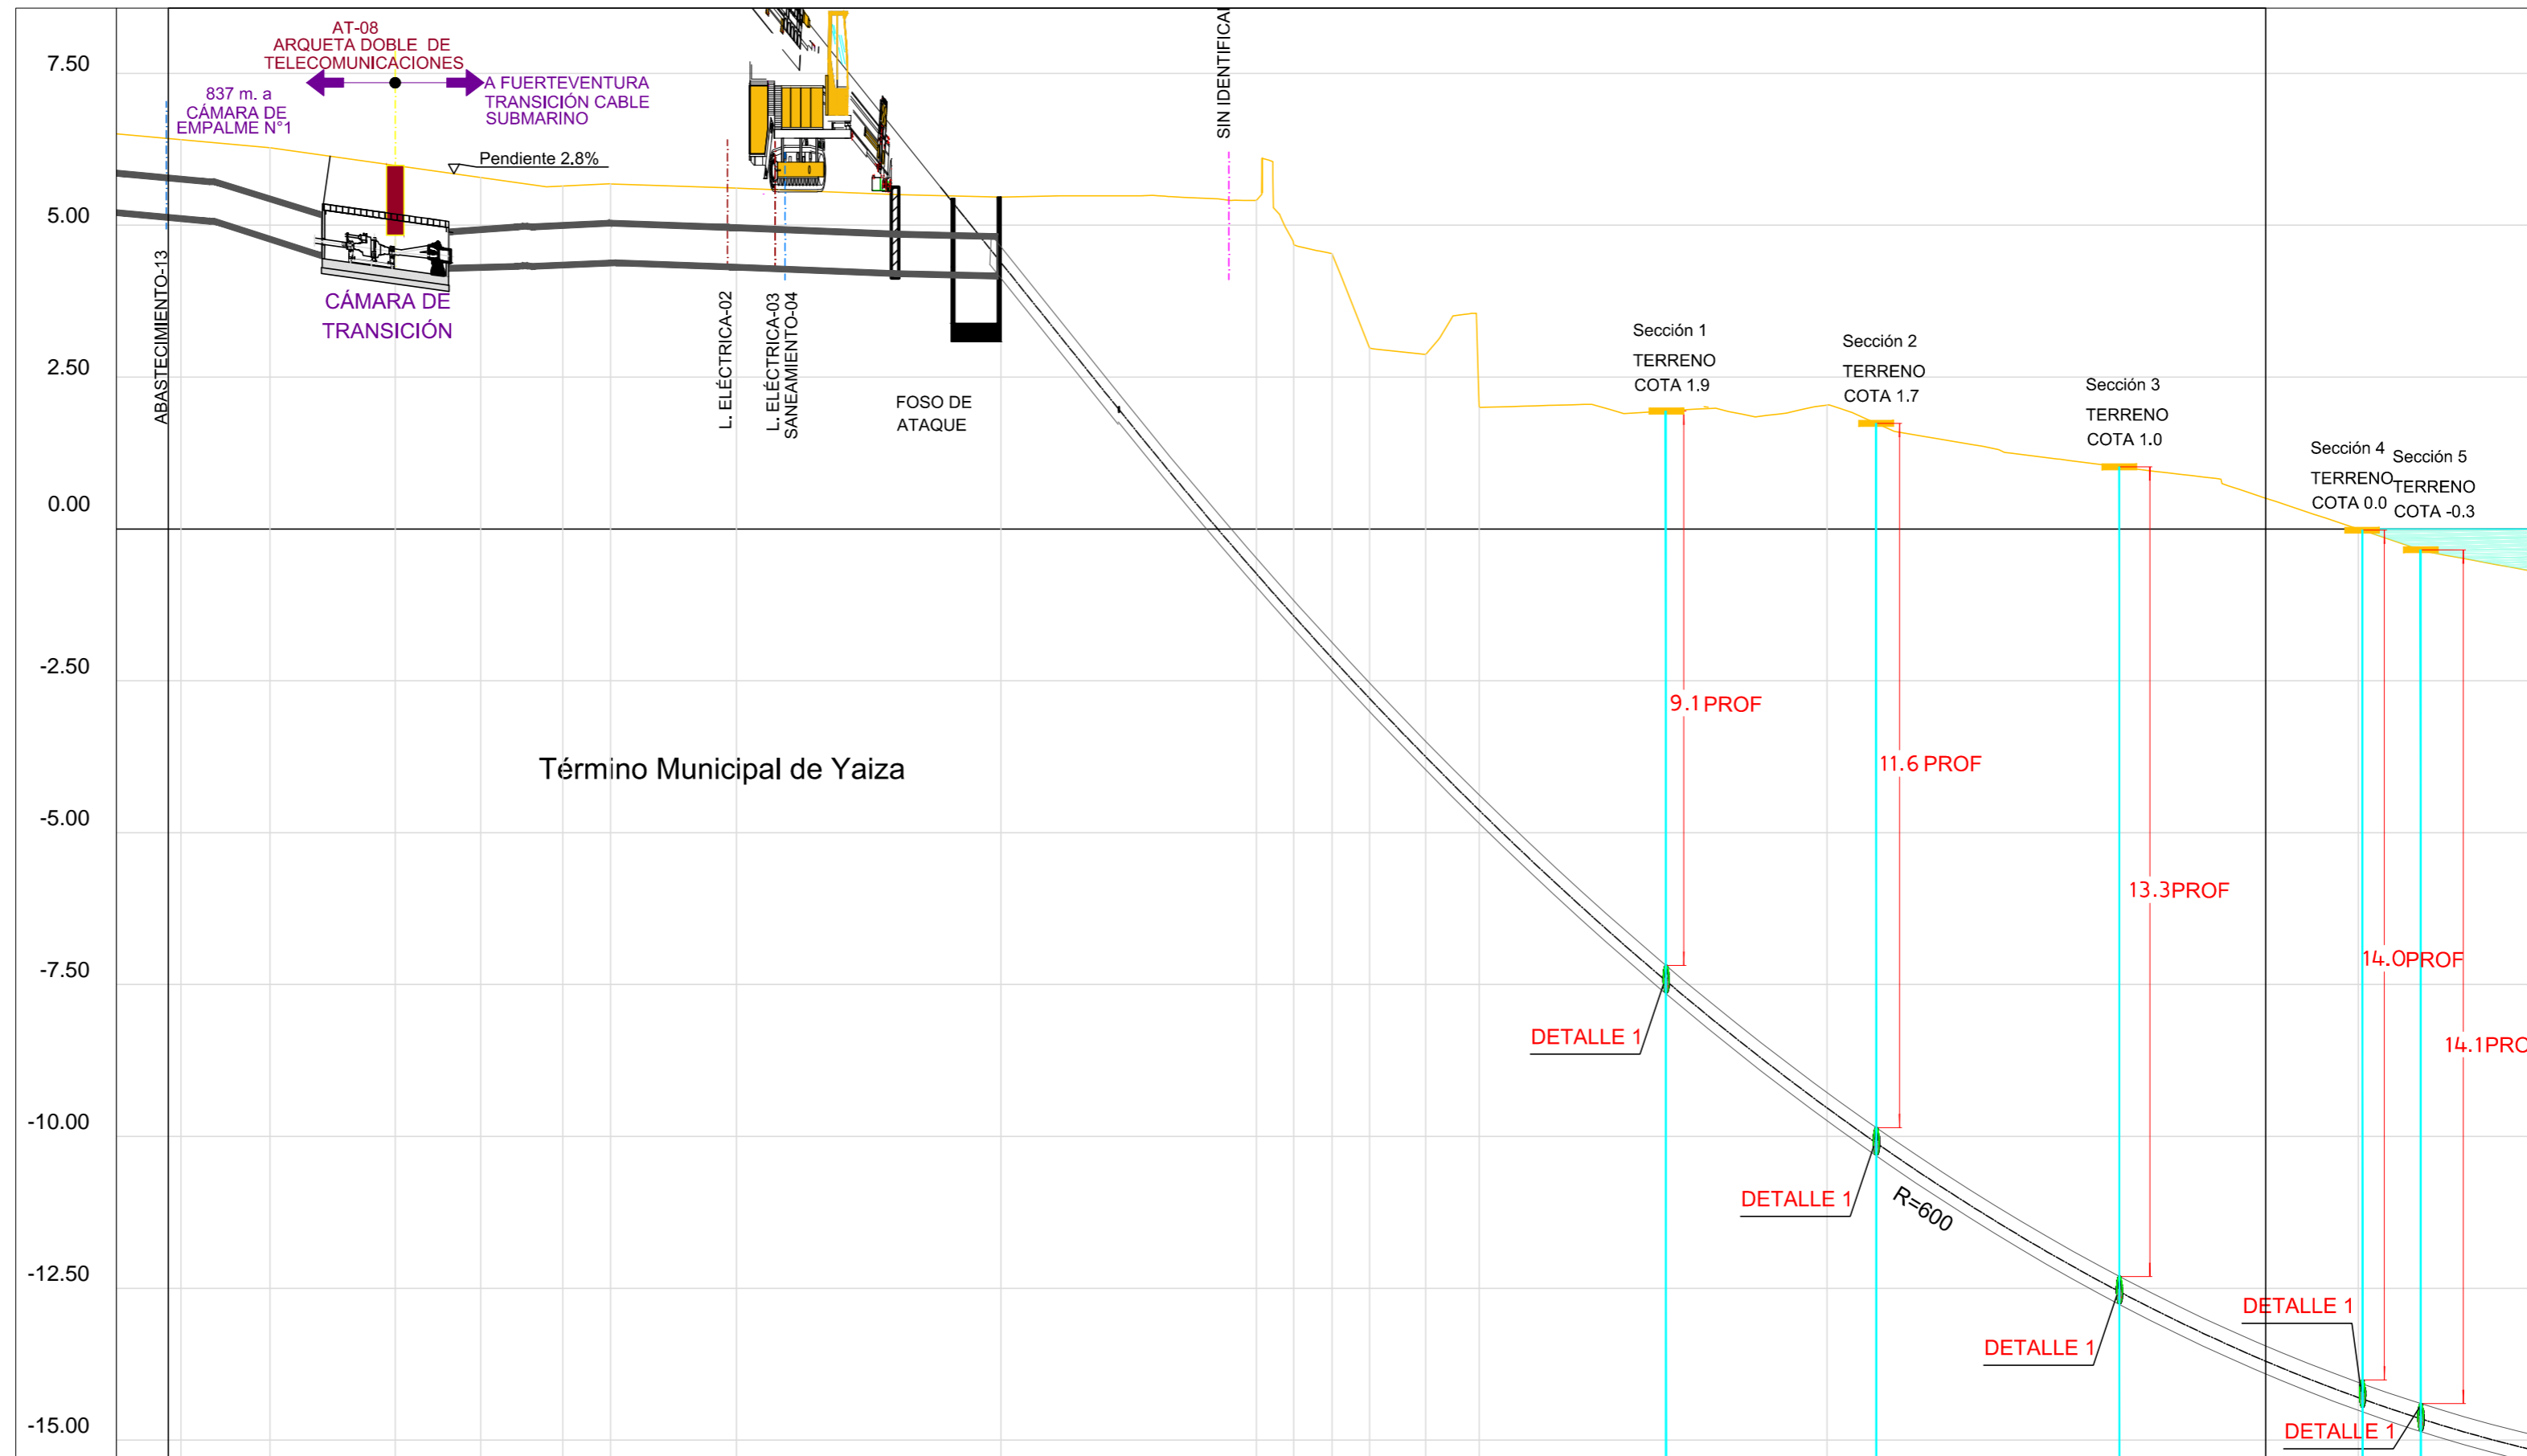 AT-08
ARQUETA DOBLE DE
TELECOMUNICACIONES
837 m. a
CÁMARA DE
EMPALME N°1
A FUERTEVENTURA
TRANSICIÓN CABLE
SUBMARINO
Pendiente 2.8%
7.50
5.00
2.50
0.00
-2.50
-5.00
-7.50
-10.00
-12.50
-15.00
ABASTECIMIENTO-13
CÁMARA DE
TRANSICIÓN
L. ELÉCTRICA-02
L. ELÉCTRICA-03
SANEAMIENTO-04
FOSO DE
ATAQUE
SIN
Sección 1
TERRENO
COTA 1.9
Sección 2
TERRENO
COTA 1.7
Sección 3
TERRENO
COTA 1.0
Sección 4
TERRENO
COTA 0.0
Sección 5
TERRENO
COTA -0.3
9.1 PROF
11.6 PROF
13.3PROF
14.0PROF
14.1
Término Municipal de Yaiza
DETALLE 1
DETALLE 1
R=600
DETALLE 1
DETALLE 1
DETALLE 1